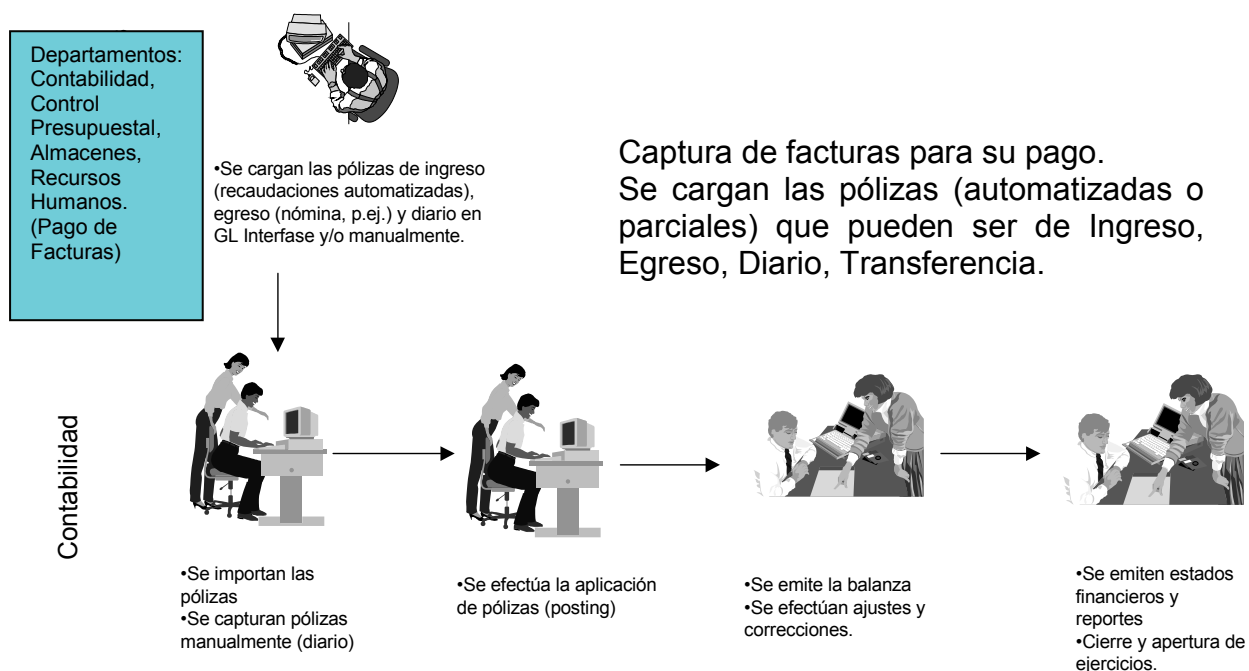 Departamentos:
Contabilidad,
Control
Presupuestal,
Almacenes,
Recursos
Humanos.
(Pago de
Facturas)
•Se cargan las pólizas de ingreso
(recaudaciones automatizadas),
egreso (nómina, p.ej.) y diario en
GL Interfase y/o manualmente.
Captura de facturas para su pago.
Se cargan las pólizas (automatizadas o
parciales) que pueden ser de Ingreso,
Egreso, Diario, Transferencia.
Contabilidad
•Se importan las
pólizas
•Se capturan pólizas
manualmente (diario)
•Se efectúa la aplicación
de pólizas (posting)
•Se emite la balanza
•Se efectúan ajustes y
correcciones.
•Se emiten estados
financieros y
reportes
•Cierre y apertura de
ejercicios.